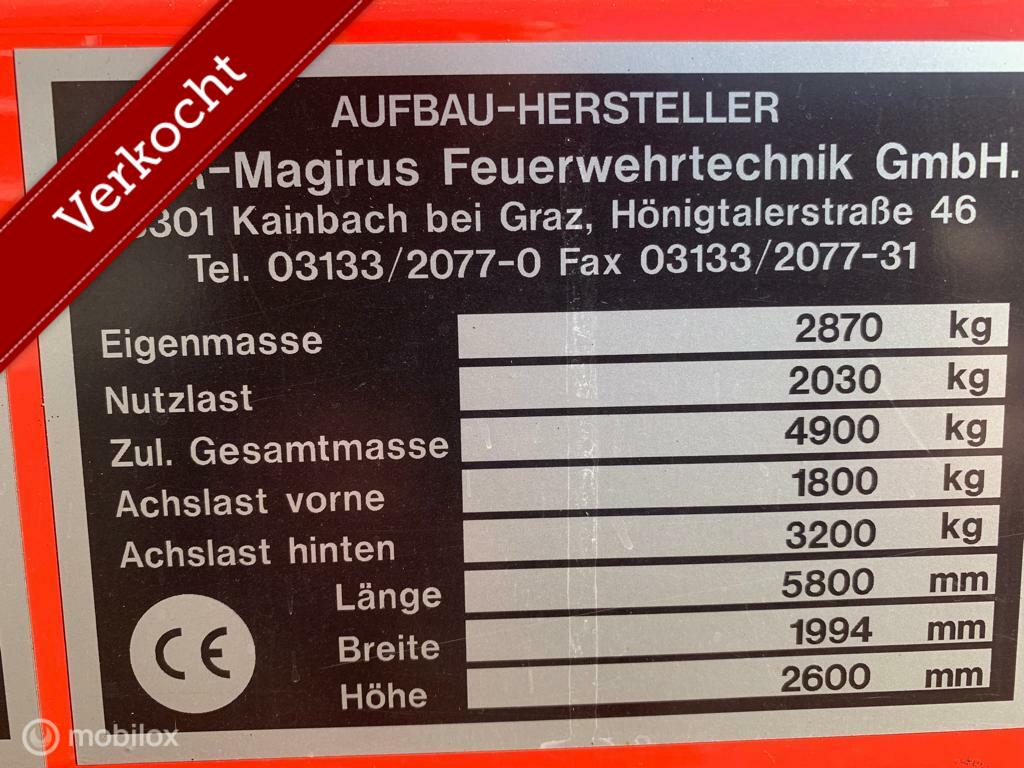 Verkocht
AUFBAU-HERSTELLER
-Magirus Feuerwehrtechnik GmbH.
301 Kainbach bei Graz, Hönigtalerstraße 46
Tel. 03133/2077-0 Fax 03133/2077-31
Eigenmasse 2870 kg
Nutzlast 2030 kg
Zul. Gesamtmasse 4900 kg
Achslast vorne 1800 kg
Achslast hinten 3200 kg
Länge 5800 mm
Breite 1994 mm
Höhe 2600 mm
CE
mobilox